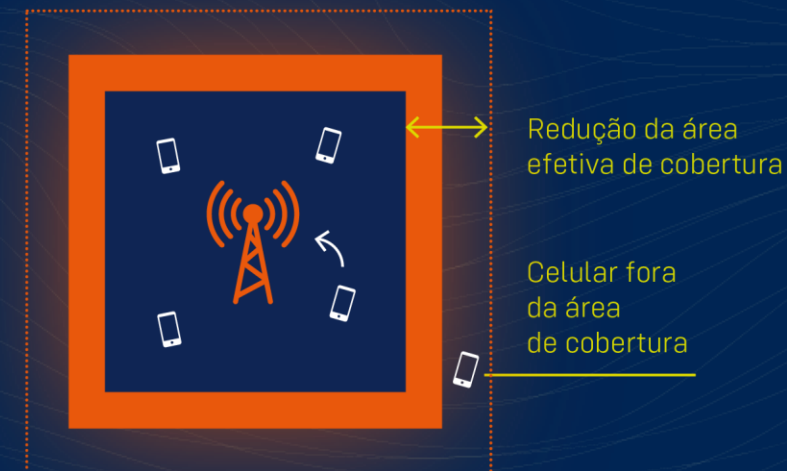 Redução da área
efetiva de cobertura
Celular fora
da área
de cobertura